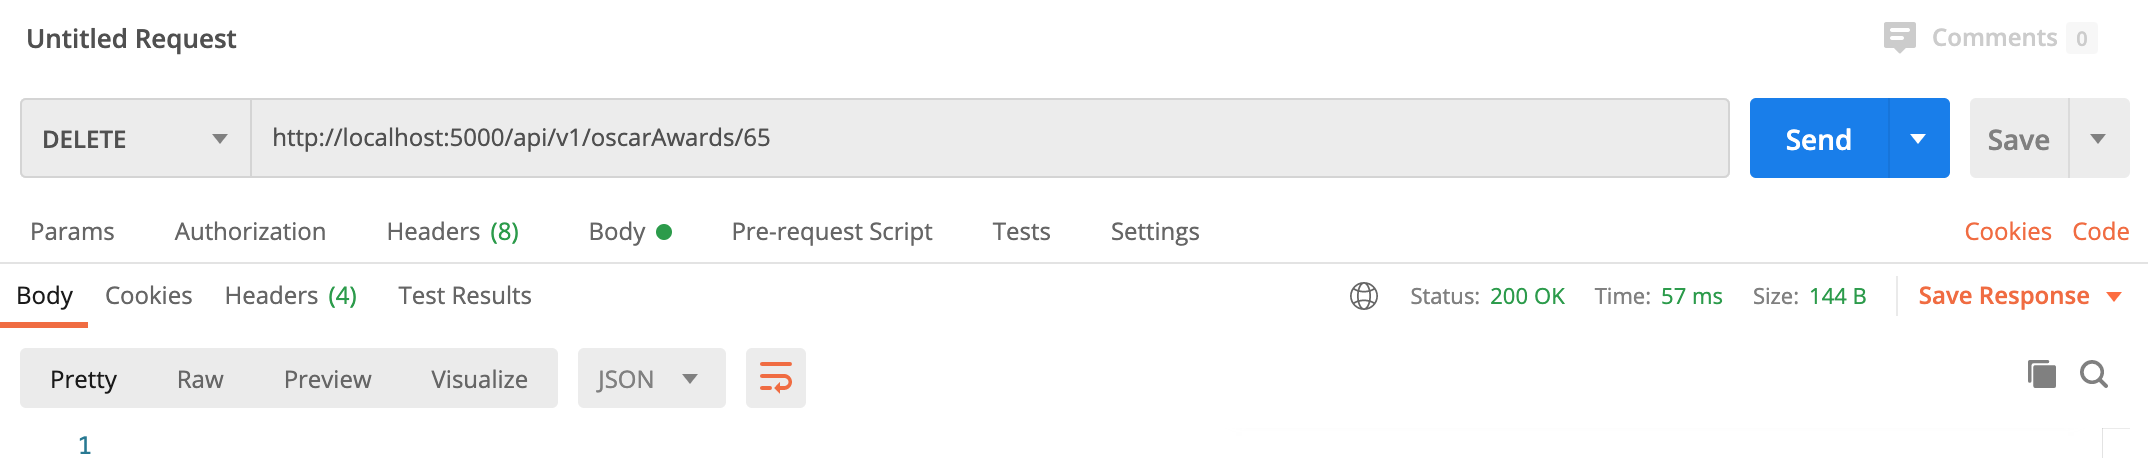 Untitled Request
Comments 0
DELETE http://localhost:5000/api/v1/oscarAwards/65 Send Save
Params Authorization Headers (8) Body Pre-request Script Tests Settings Cookies Code
Body Cookies Headers (4) Test Results Status: 200 OK Time: 57 ms Size: 144 B Save Response
Pretty Raw Preview Visualize JSON
1